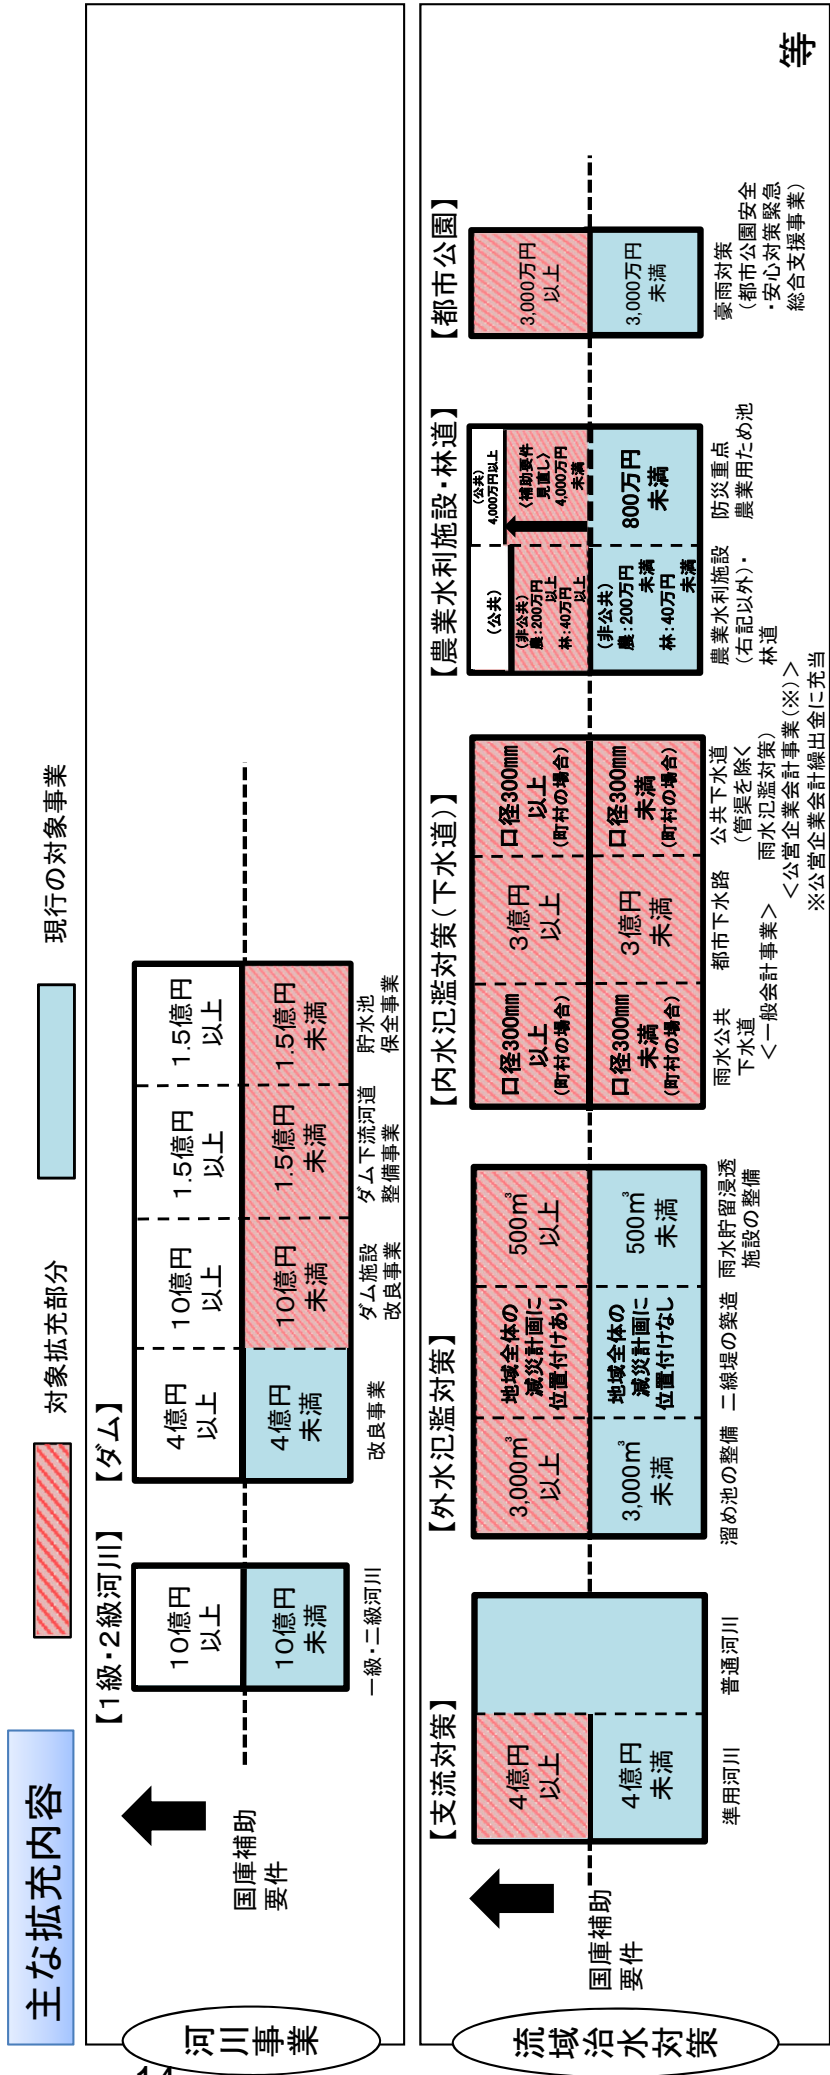 主な拡充内容
対象拡充部分
現行の対象事業
河川事業
国庫補助
要件
【1級・2級河川】
10億円
以上
10億円
未満
一級・二級河川
【ダム】
4億円
以上
4億円
未満
改良事業
10億円
以上
10億円
未満
ダム施設
改良事業
1.5億円
以上
1.5億円
未満
ダム下流河道
整備事業
1.5億円
以上
1.5億円
未満
貯水池
保全事業
流域治水対策
国庫補助
要件
【支流対策】
4億円
以上
4億円
未満
準用河川
普通河川
【外水氾濫対策】
3,000㎥
以上
3,000㎥
未満
溜め池の整備
地域全体の
減災計画に
位置付けあり
地域全体の
減災計画に
位置付けなし
二線堤の築造
500㎥
以上
500㎥
未満
雨水貯留浸透
施設の整備
【内水氾濫対策(下水道)】
口径300㎜
以上
(町村の場合)
口径300㎜
未満
(町村の場合)
雨水公共
下水道
3億円
以上
3億円
未満
都市下水路
＜一般会計事業＞
口径300㎜
以上
(町村の場合)
口径300㎜
未満
(町村の場合)
公共下水道
(管渠を除く
雨水氾濫対策)
＜公営企業会計事業(※)＞
※公営企業会計繰出金に充当
【農業水利施設・林道】
(公共)
(非公共)
農:200万円
以上
林:40万円
以上
(非公共)
農:200万円
未満
林:40万円
未満
農業水利施設
(右記以外)・
林道
(公共)
4,000万円以上
〈補助要件
見直し〉
4,000万円
未満
800万円
未満
防災重点
農業用ため池
【都市公園】
3,000万円
以上
3,000万円
未満
豪雨対策
(都市公園安全
・安心対策緊急
総合支援事業)
等